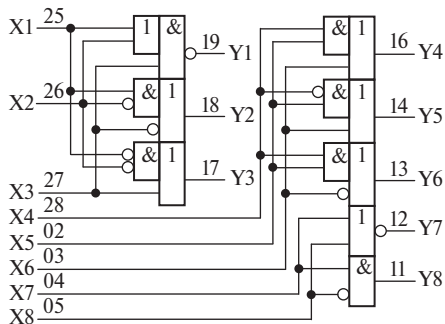 X1 25 1 & 19 Y1
X2 26 & 1 18 Y2
& 1 17 Y3
X3 27
X4 28
X5 02
X6 03
X7 04
X8 05
& 1 16 Y4
& 1 14 Y5
& 1 13 Y6
1 12 Y7
& 11 Y8